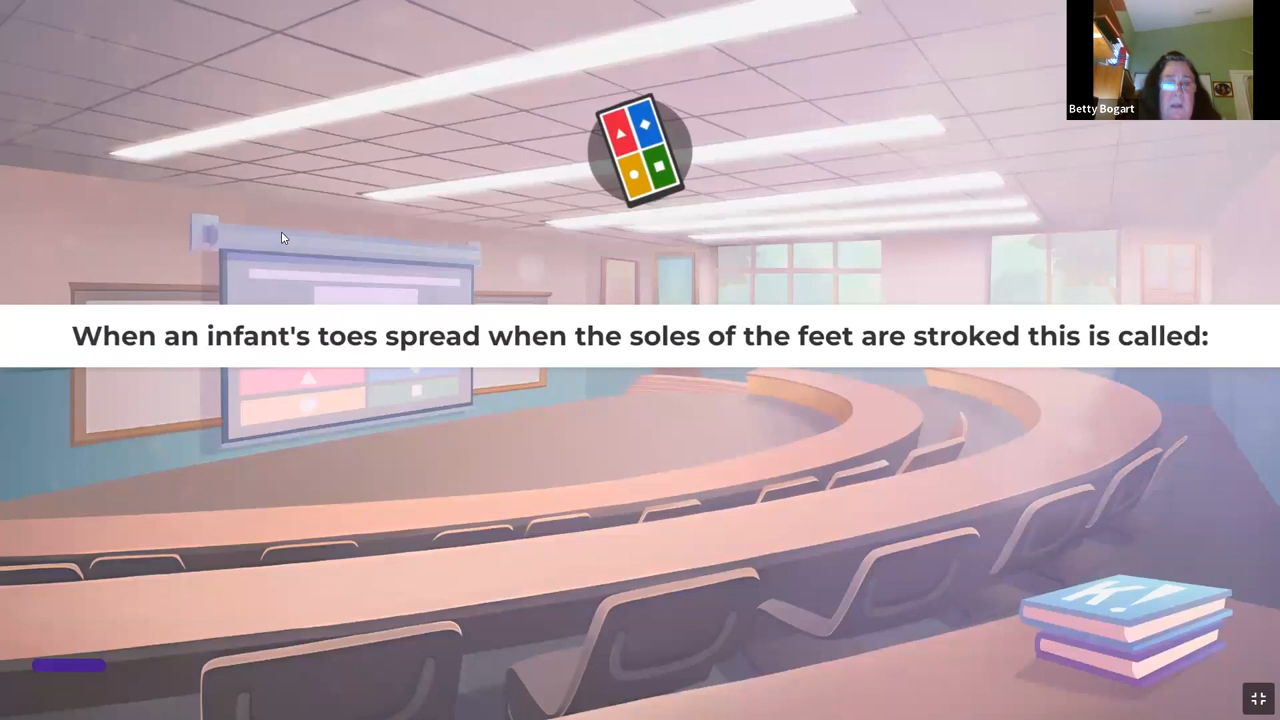 Betty Bogart
When an infant's toes spread when the soles of the feet are stroked this is called:
K!